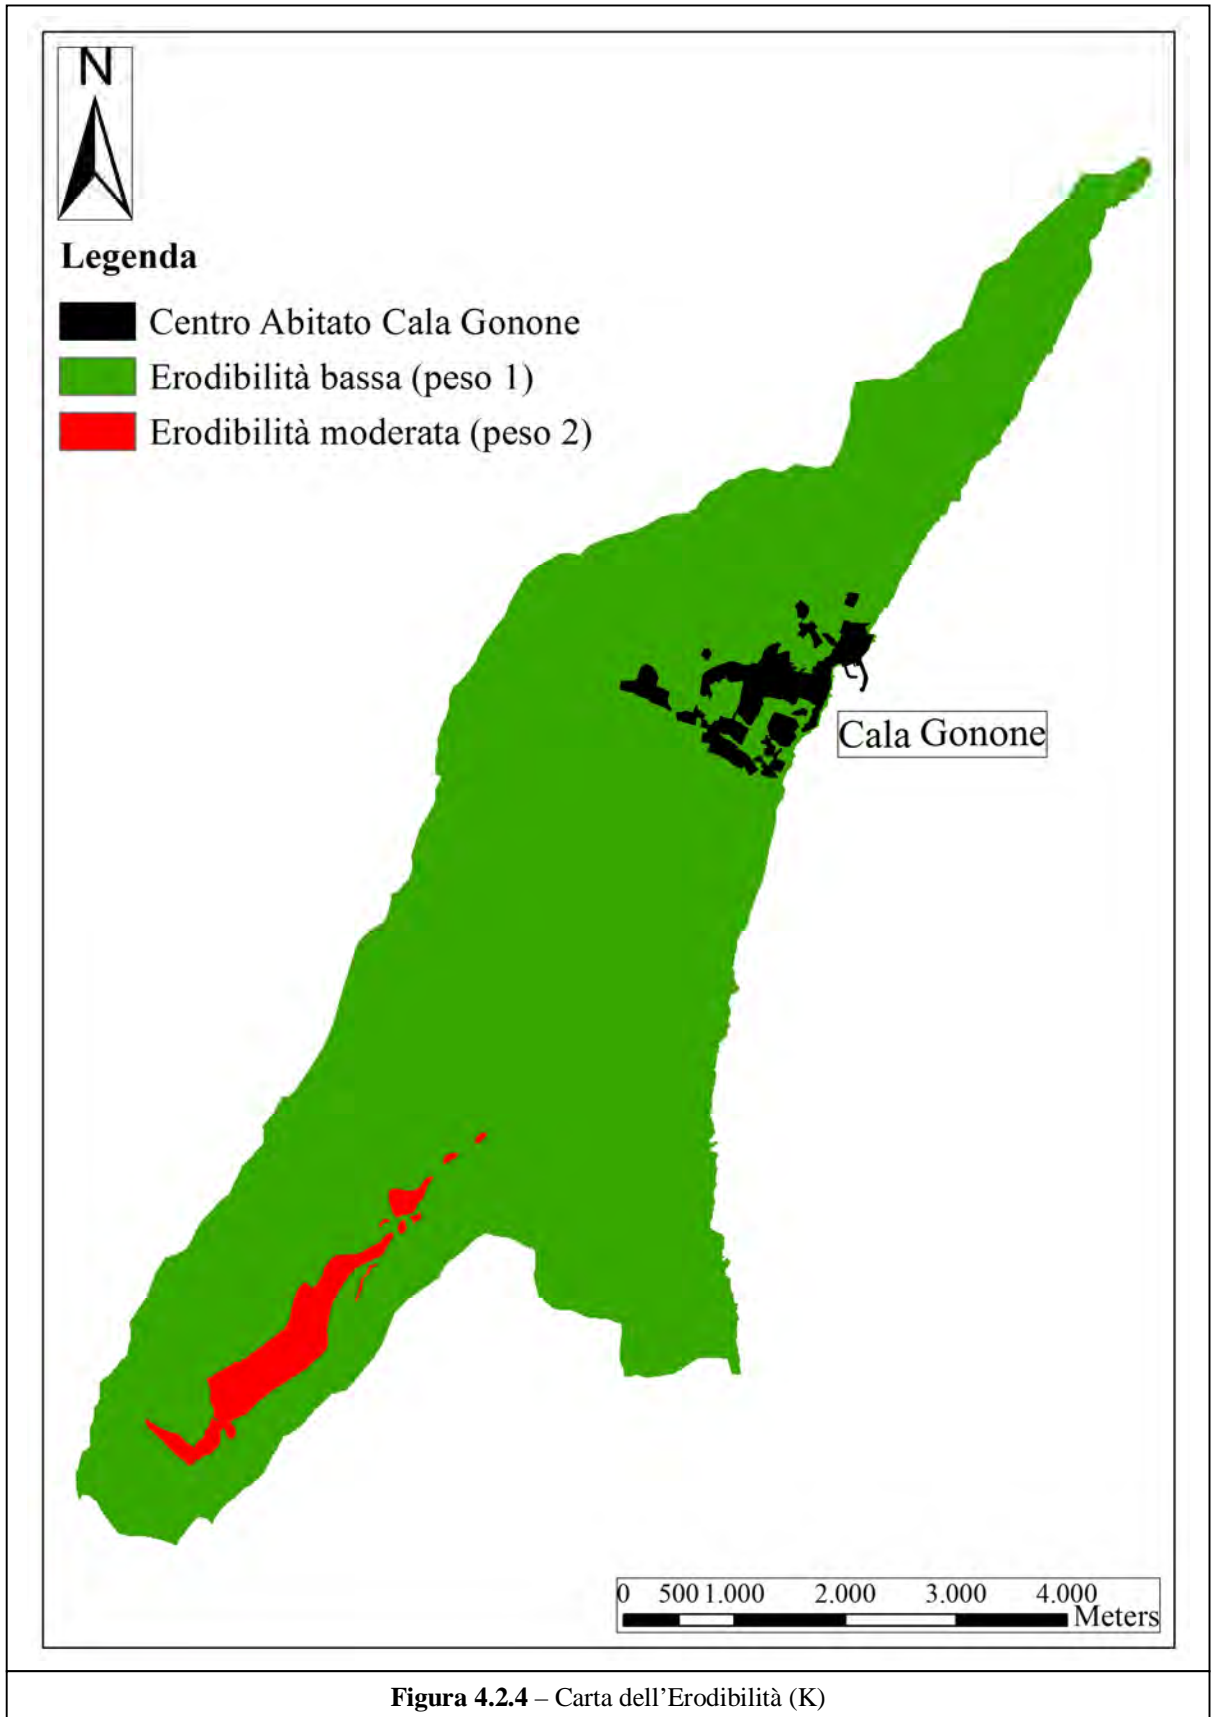 N
Legenda
Centro Abitato Cala Gonone
Erodibilità bassa (peso 1)
Erodibilità moderata (peso 2)
Cala Gonone
0 500 1.000 2.000 3.000 4.000
Meters
Figura 4.2.4 – Carta dell'Erodibilità (K)